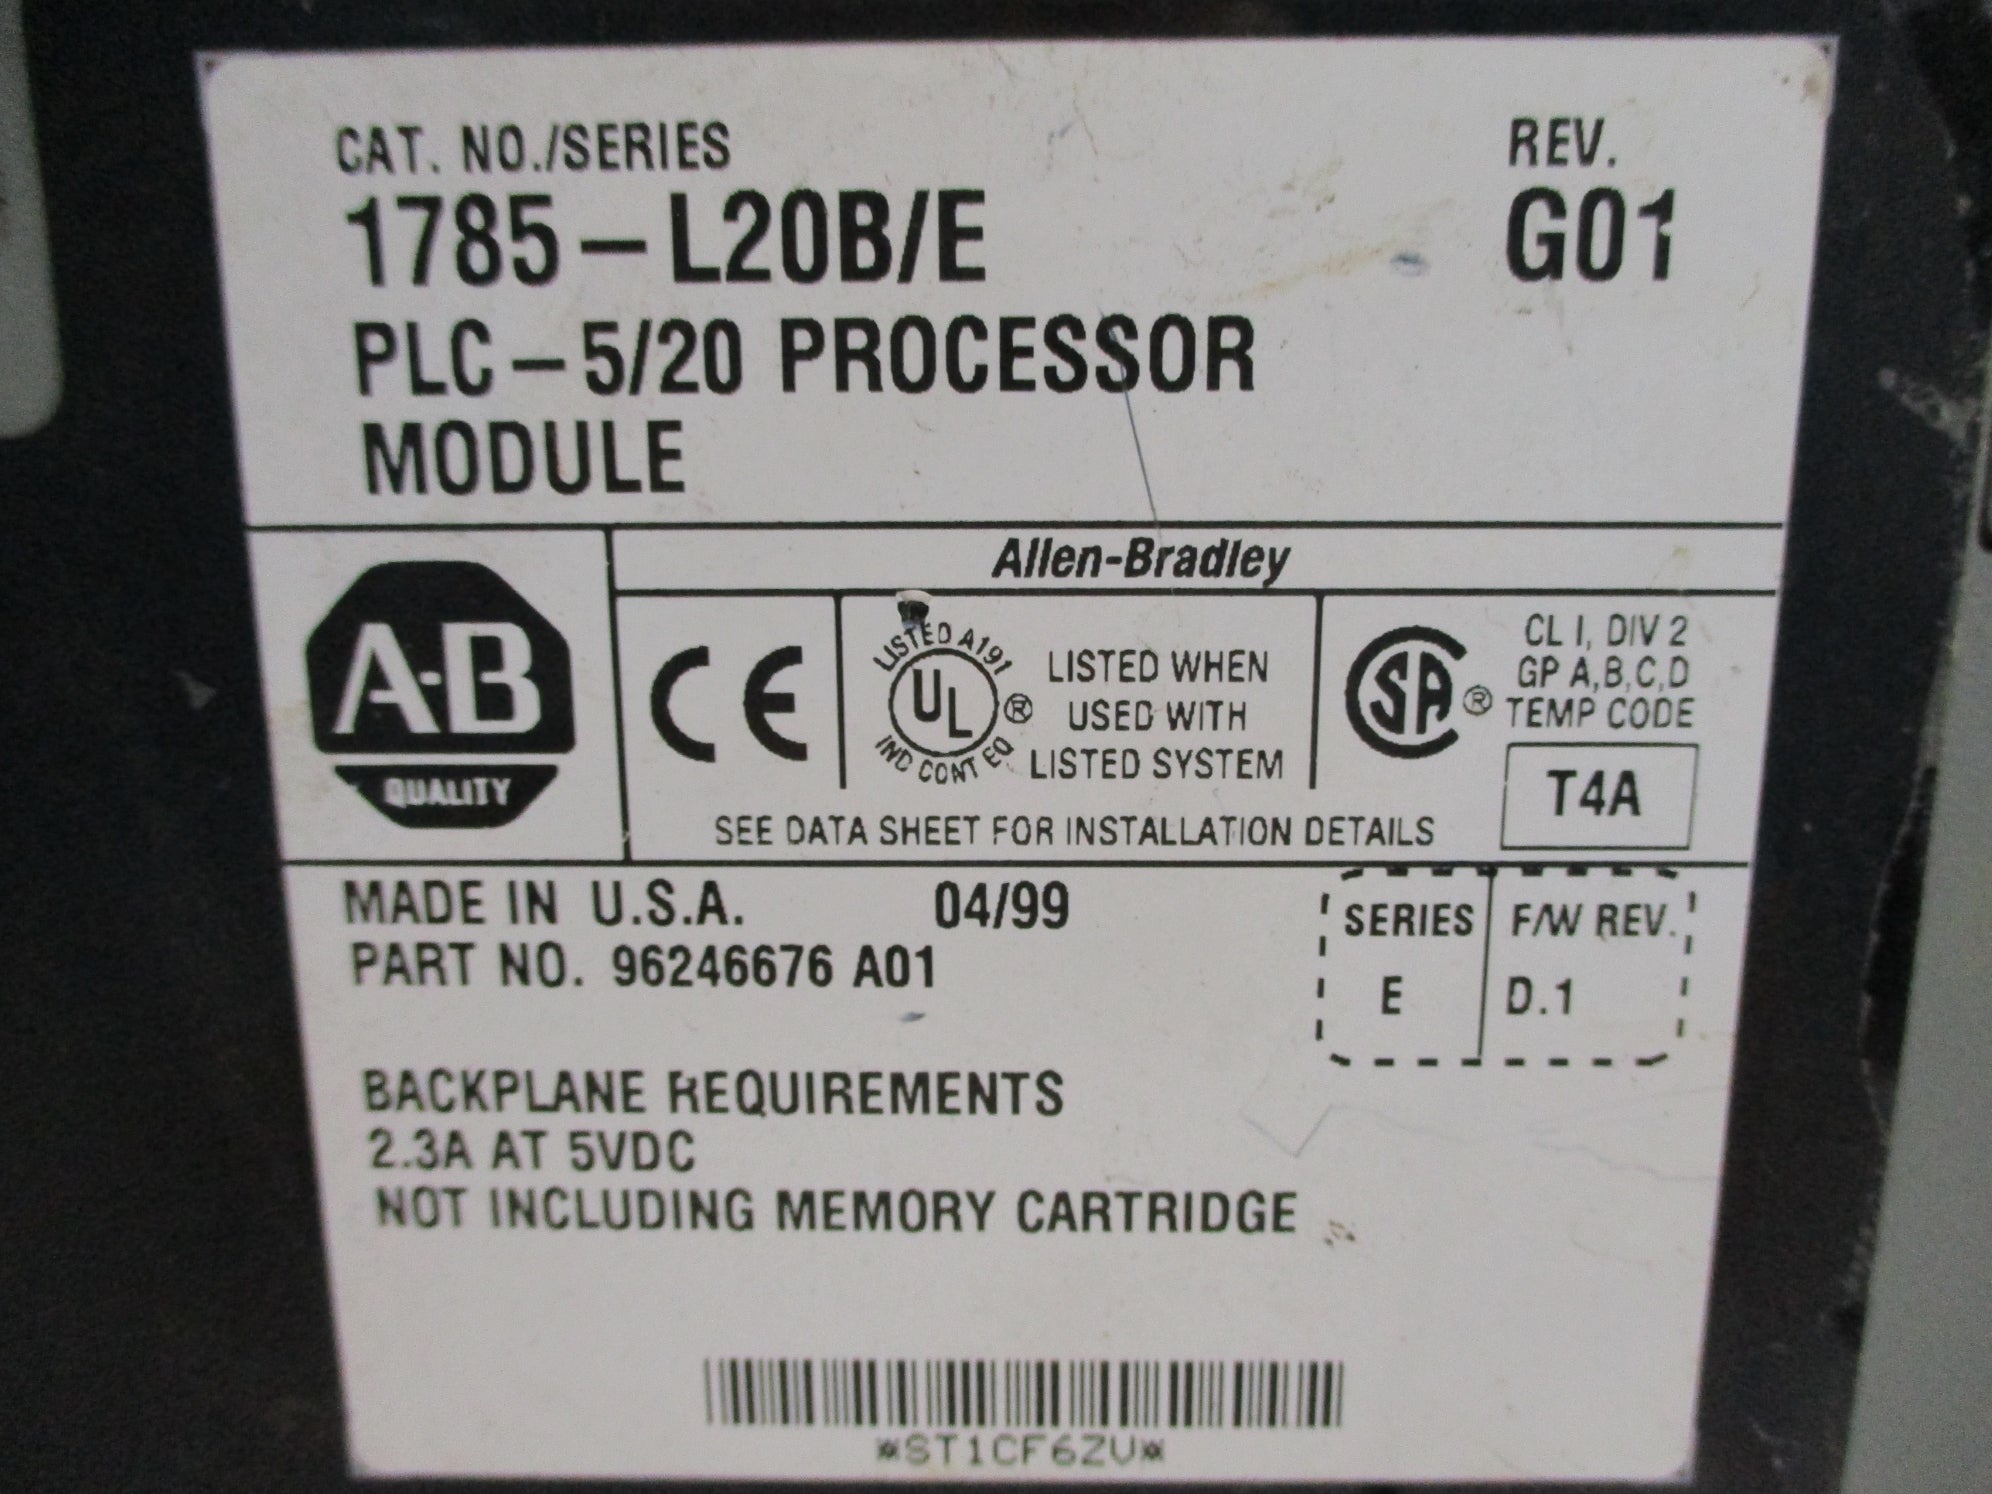 CAT. NO./SERIES
REV.
1785-L20B/E
G01
PLC-5/20 PROCESSOR
MODULE
Allen-Bradley
A-B
QUALITY
CE
LISTED A191
UL
®
IND CONT EQ
LISTED WHEN
USED WITH
LISTED SYSTEM
SA
®
CL I, DIV 2
GP A,B,C,D
TEMP CODE
T4A
SEE DATA SHEET FOR INSTALLATION DETAILS
MADE IN U.S.A. 04/99
PART NO. 96246676 A01
SERIES
F/W REV.
E
D.1
BACKPLANE REQUIREMENTS
2.3A AT 5VDC
NOT INCLUDING MEMORY CARTRIDGE
*ST1CF6ZV*